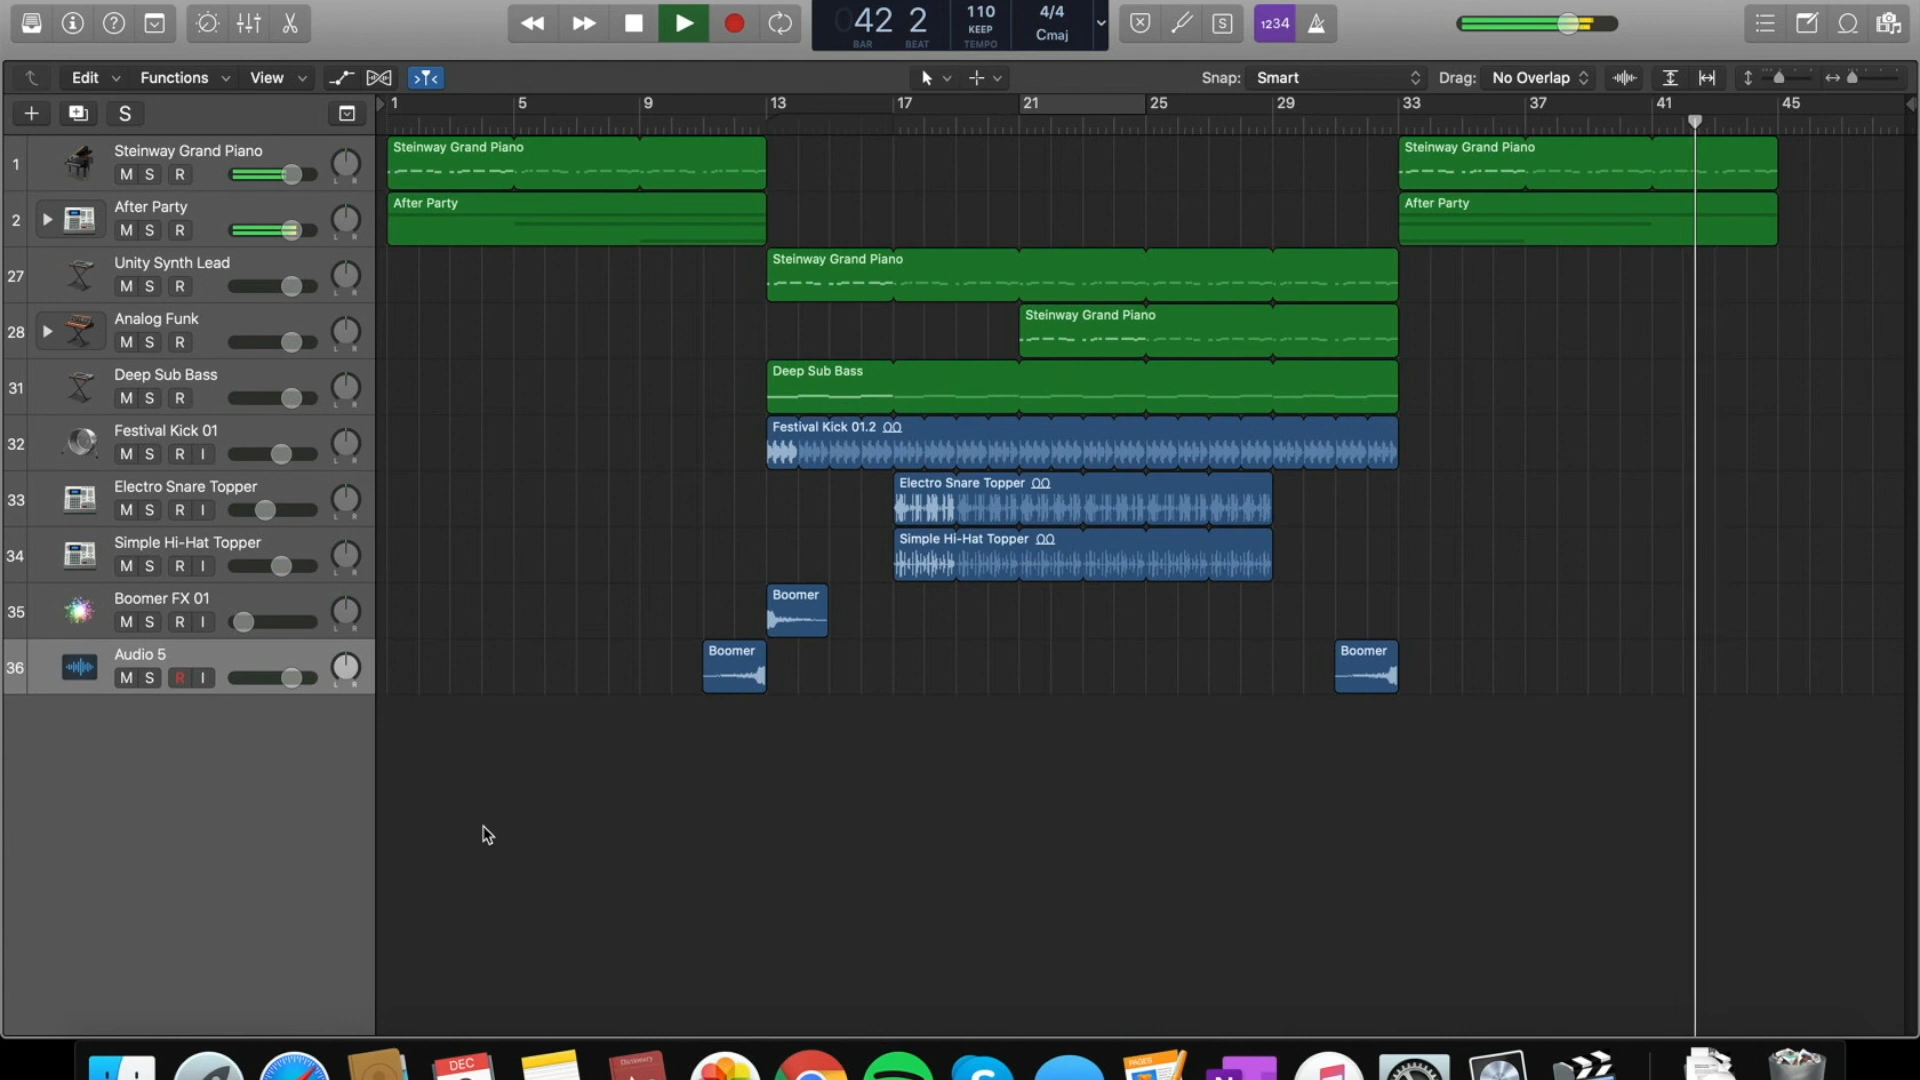 42 2 110 4/4
KEEP Cmaj
BAR BEAT TEMPO
1234
S
Edit Functions View Snap: Smart Drag: No Overlap
S
1 5 9 13 17 21 25 29 33 37 41 45
1 Steinway Grand Piano
M S R
L R
Steinway Grand Piano
Steinway Grand Piano
2 After Party
M S R
L R
After Party
After Party
27 Unity Synth Lead
M S R
L R
Steinway Grand Piano
28 Analog Funk
M S R
L R
Steinway Grand Piano
31 Deep Sub Bass
M S R
L R
Deep Sub Bass
32 Festival Kick 01
M S R I
L R
Festival Kick 01.2
33 Electro Snare Topper
M S R I
L R
Electro Snare Topper
34 Simple Hi-Hat Topper
M S R I
L R
Simple Hi-Hat Topper
35 Boomer FX 01
M S R I
L R
Boomer
36 Audio 5
M S R I
L R
Boomer
Boomer
DEC
Dictionary
PAGES
N